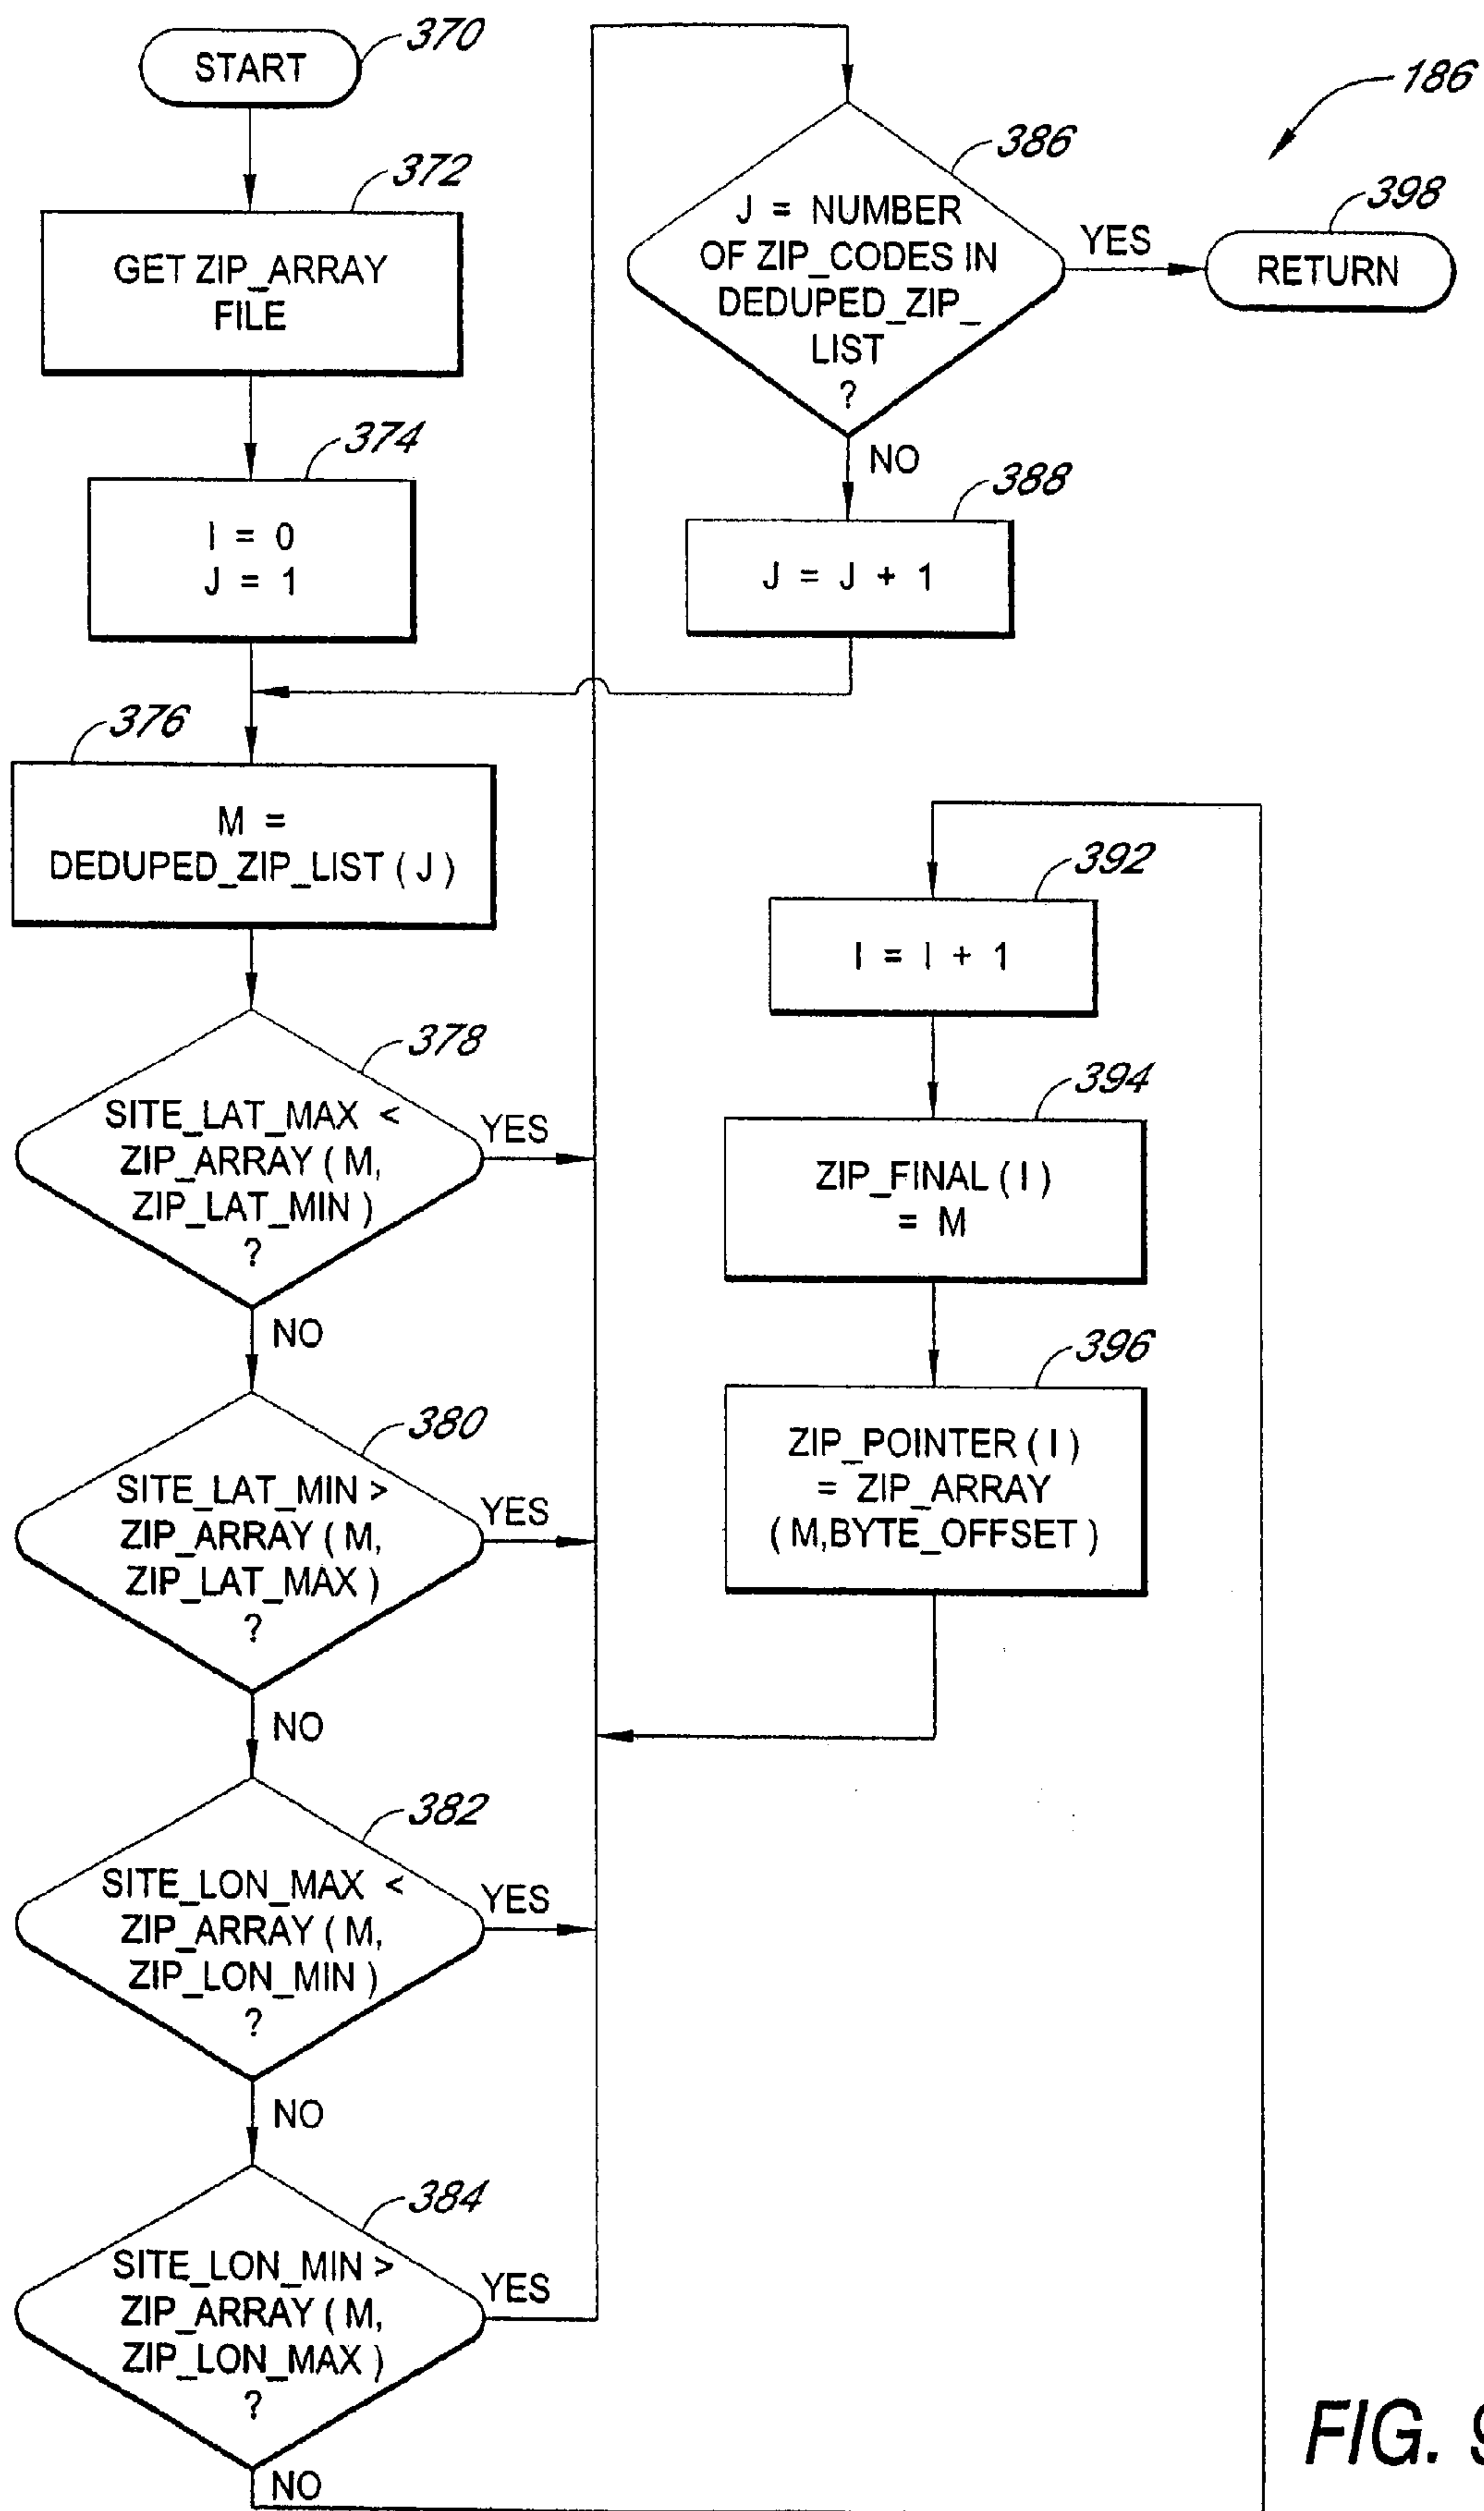 START
370
372
GET ZIP_ARRAY
FILE
374
I = 0
J = 1
376
M =
DEDUPED_ZIP_LIST ( J )
378
SITE_LAT_MAX <
ZIP_ARRAY ( M,
ZIP_LAT_MIN )
?
YES
NO
380
SITE_LAT_MIN >
ZIP_ARRAY ( M,
ZIP_LAT_MAX )
?
YES
NO
382
SITE_LON_MAX <
ZIP_ARRAY ( M,
ZIP_LON_MIN )
?
YES
NO
384
SITE_LON_MIN >
ZIP_ARRAY ( M,
ZIP_LON_MAX )
?
YES
NO
386
J = NUMBER
OF ZIP_CODES IN
DEDUPED_ZIP_
LIST
?
YES
NO
388
J = J + 1
392
I = I + 1
394
ZIP_FINAL ( I )
= M
396
ZIP_POINTER ( I )
= ZIP_ARRAY
( M,BYTE_OFFSET )
186
398
RETURN
FIG. 9